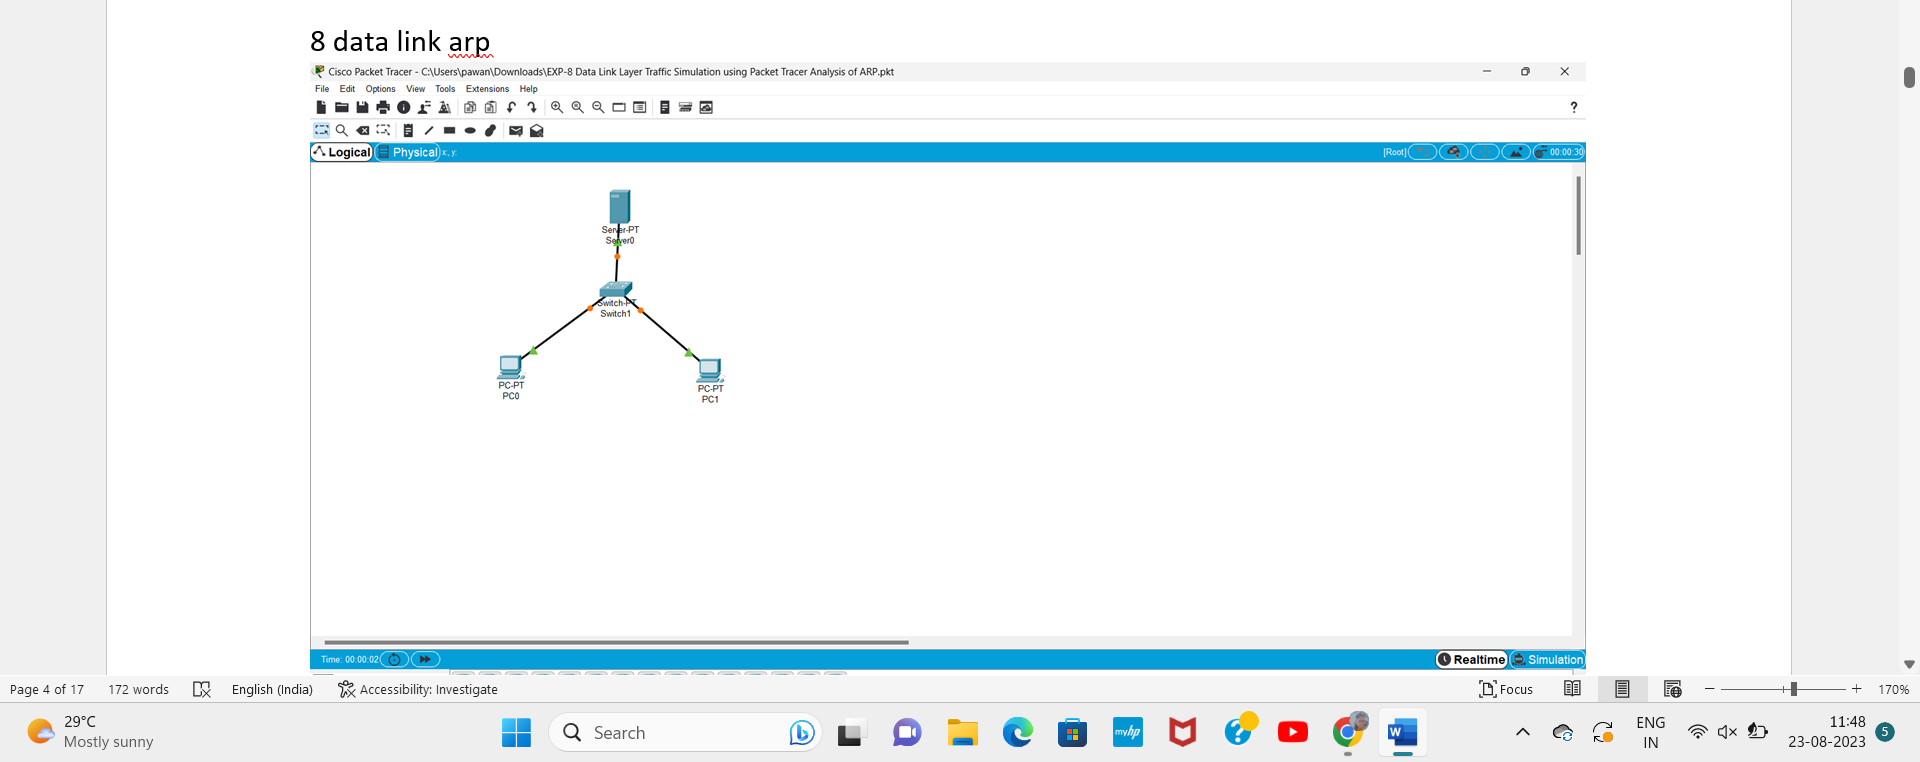 8 data link arp
Cisco Packet Tracer - C:\Users\pawan\Downloads\EXP-8 Data Link Layer Traffic Simulation using Packet Tracer Analysis of ARP.pkt
File Edit Options View Tools Extensions Help
?
Logical Physical x, y: [Root] 00:00:30
Server-PT
Server0
Switch-PT
Switch1
PC-PT
PC0
PC-PT
PC1
Time: 00:00:02 Realtime Simulation
Page 4 of 17 172 words English (India) Accessibility: Investigate Focus 170%
29°C
Mostly sunny
Search
myhp
ENG
IN
11:48
23-08-2023
5